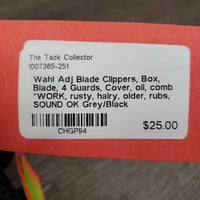 The Tack Collector
1007385-251
Wahl Adj Blade Clippers, Box,
Blade, 4 Guards, Cover, oil, comb
*WORK, rusty, hairy, older, rubs,
SOUND OK Grey/Black
CHGP94
$25.00